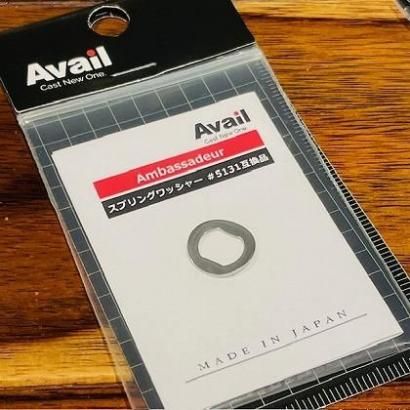 Avail
Cast New One.
Avail
Cast New One.
Ambassadeur
スプリングワッシャー #5131互換品
MADE IN JAPAN